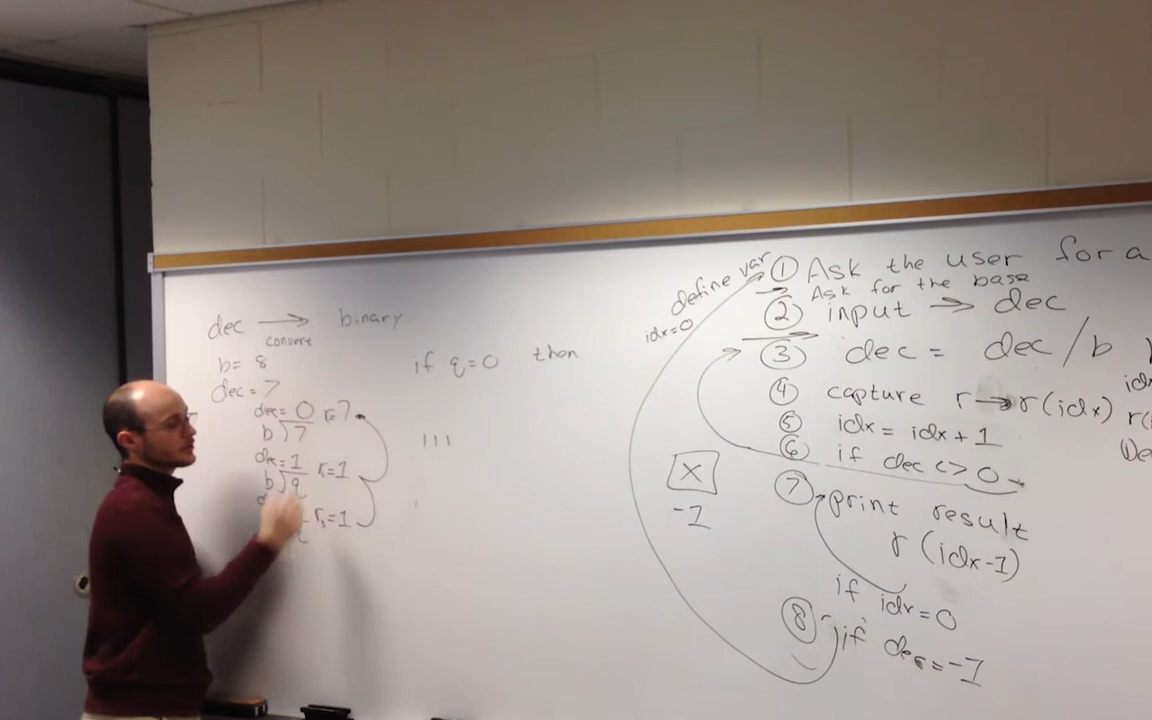 dec → binary
convert
b= 8
dec = 7
dec= 0 r=7
b ) 7
dec=1 r=1
b ) q
r=1
if q=0 then
111
define var
idx=0
x
-1
① Ask the user for a
Ask for the base
② input → dec
③ dec = dec/b
④ capture r → r(idx)
⑤ idx = idx + 1
⑥ if dec <> 0
⑦ print result
r (idx-1)
if idx=0
⑧ if dec = -1